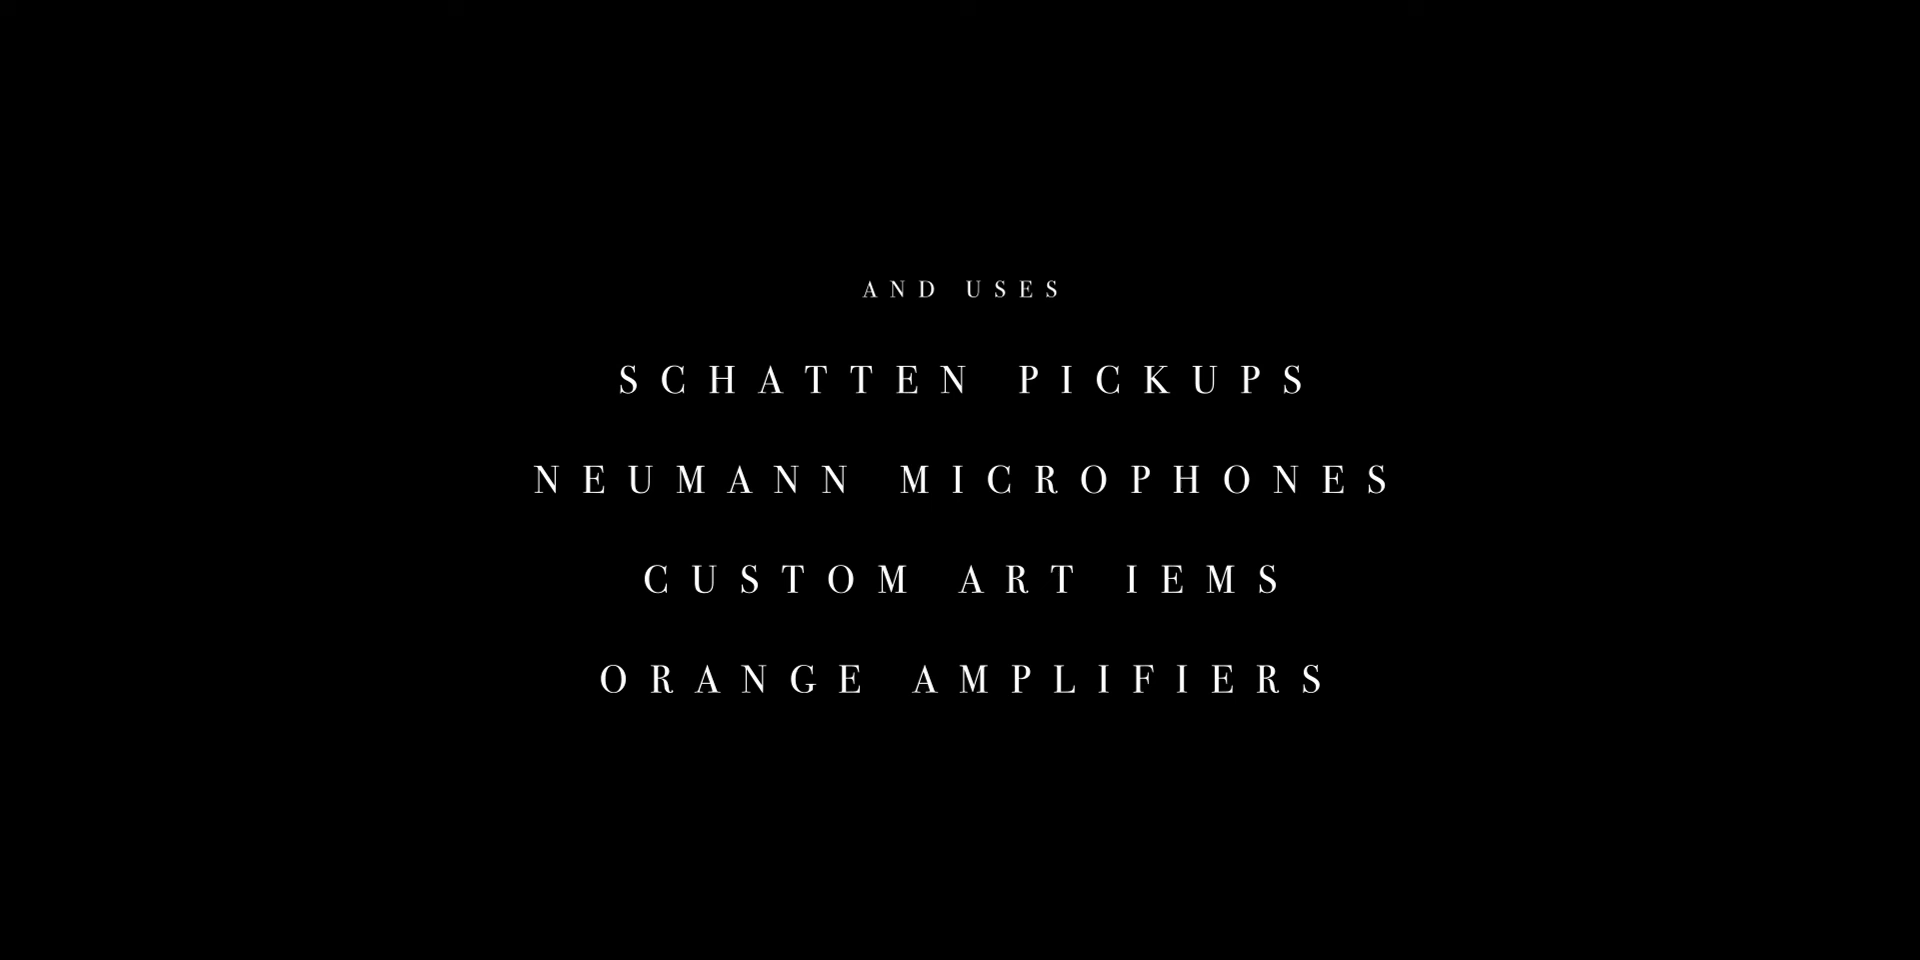 AND USES
SCHATTEN PICKUPS
NEUMANN MICROPHONES
CUSTOM ART IEMS
ORANGE AMPLIFIERS